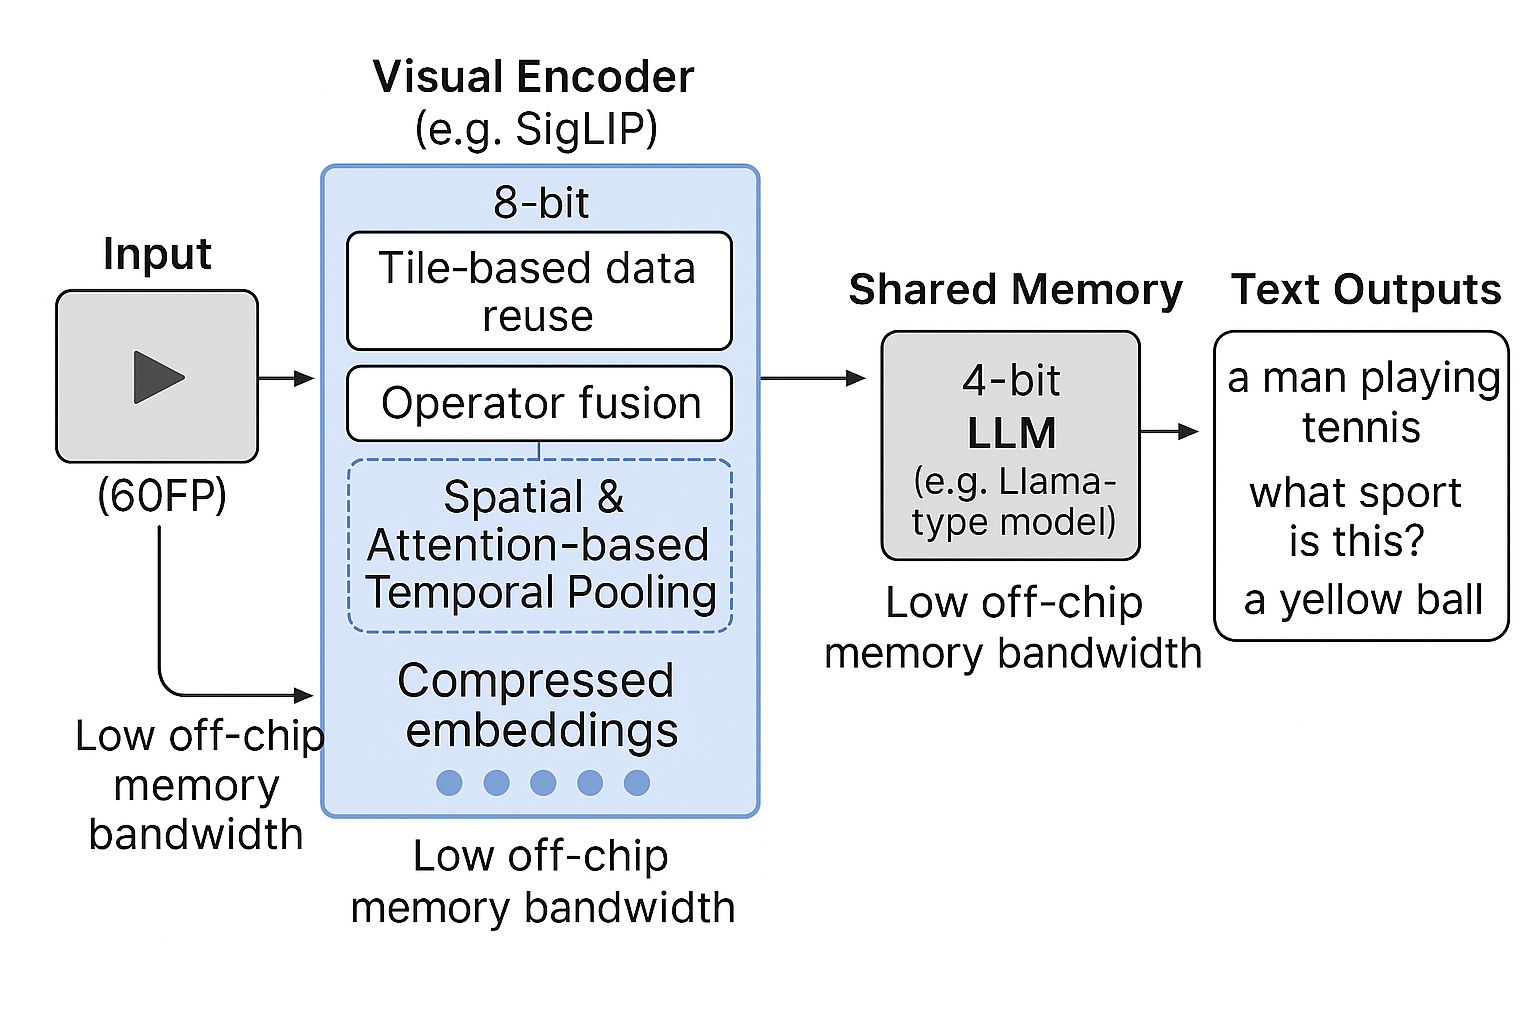 Visual Encoder
(e.g. SigLIP)
8-bit
Tile-based data
reuse
Operator fusion
Spatial &
Attention-based
Temporal Pooling
Compressed
embeddings
Low off-chip
memory bandwidth
Input
(60FP)
Low off-chip
memory
bandwidth
Shared Memory
4-bit
LLM
(e.g. Llama-
type model)
Low off-chip
memory bandwidth
Text Outputs
a man playing
tennis
what sport
is this?
a yellow ball